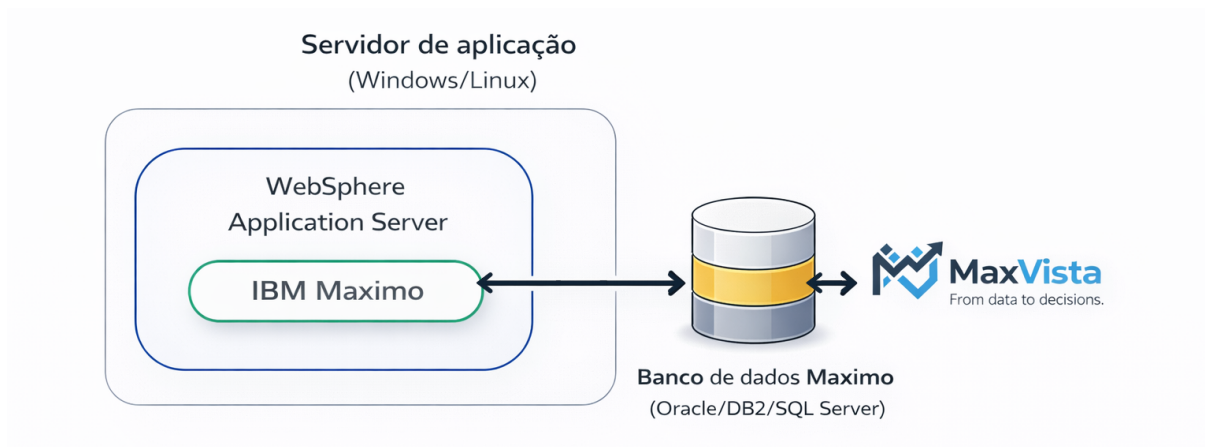 Servidor de aplicação
(Windows/Linux)
WebSphere
Application Server
IBM Maximo
MaxVista
From data to decisions.
Banco de dados Maximo
(Oracle/DB2/SQL Server)